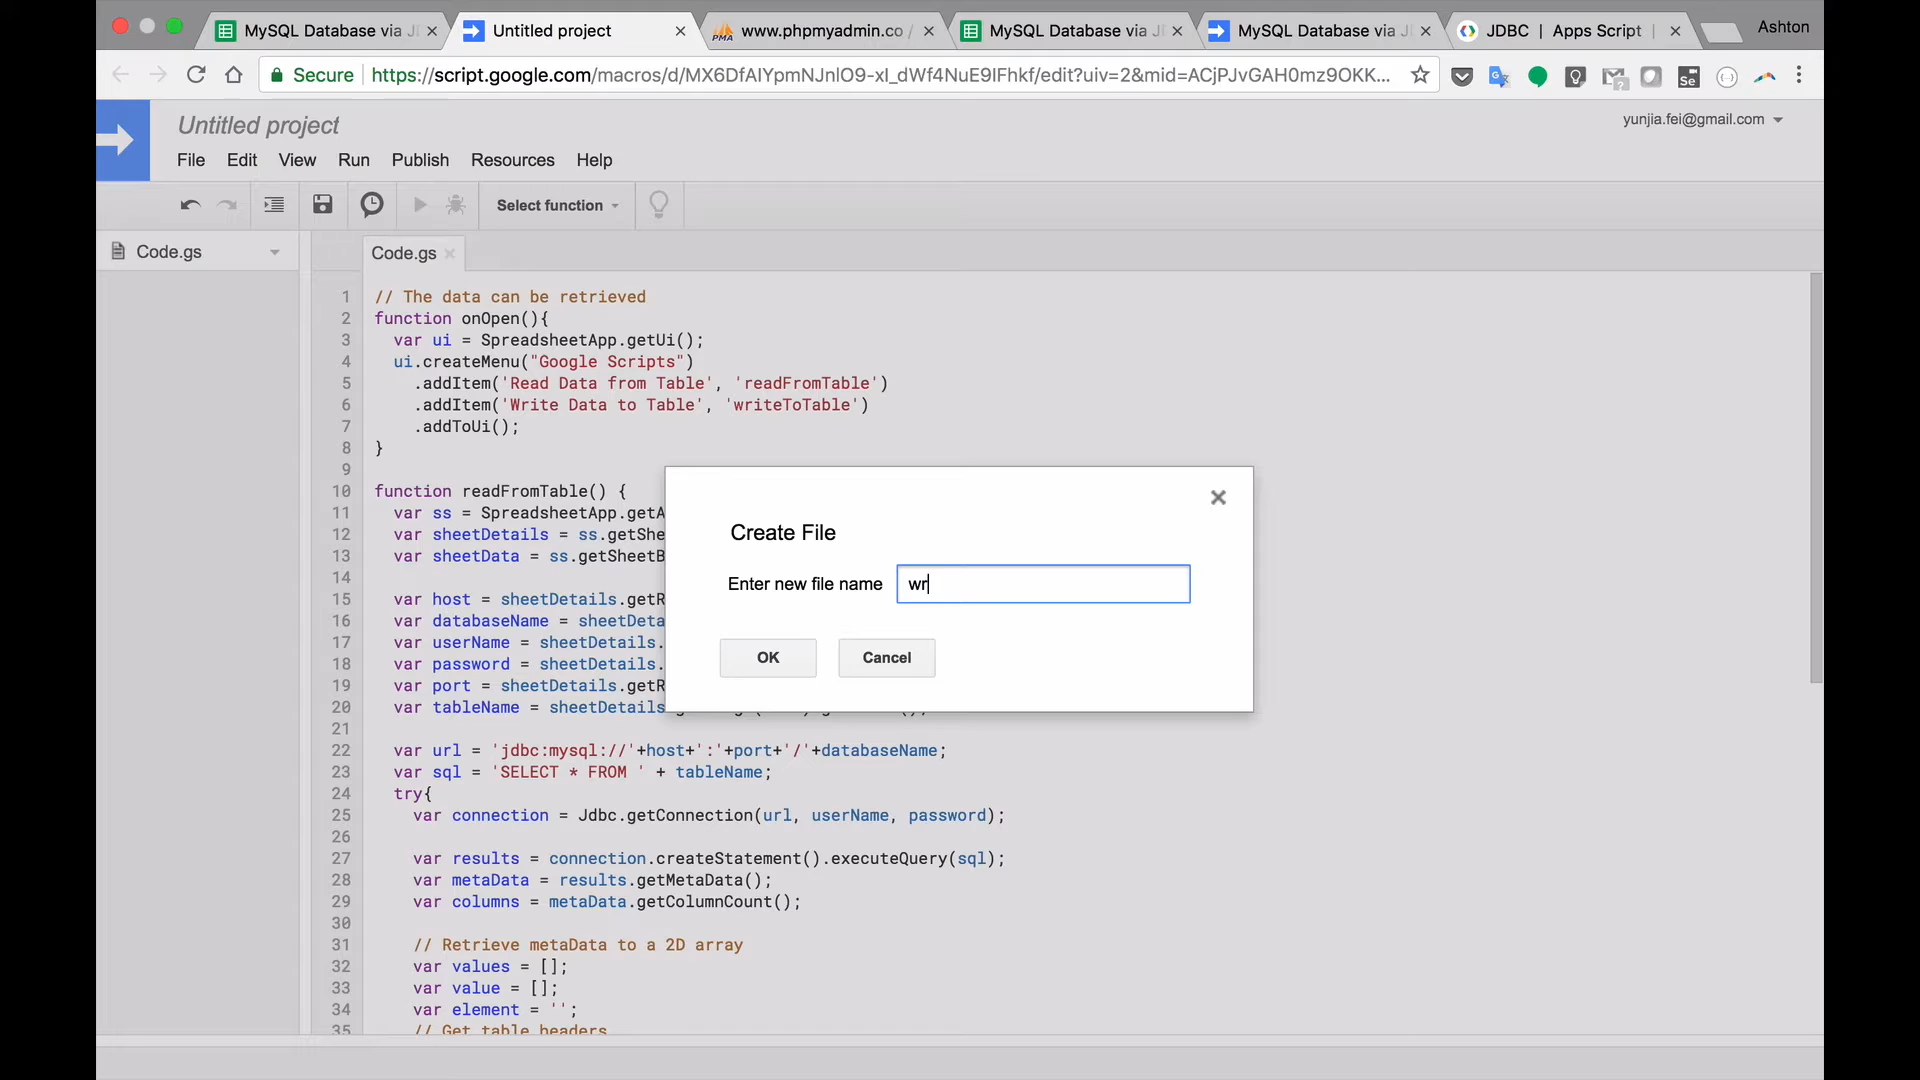 MySQL Database via J
Untitled project
PMA
www.phpmyadmin.co /
MySQL Database via J
MySQL Database via J
JDBC | Apps Script
Ashton
Secure
https://script.google.com/macros/d/MX6DfAIYpmNJnlO9-xl_dWf4NuE9IFhkf/edit?uiv=2&mid=ACjPJvGAH0mz9OKK...
Se
Untitled project
yunjia.fei@gmail.com
File Edit View Run Publish Resources Help
Select function
Code.gs
Code.gs
1 // The data can be retrieved
2 function onOpen(){
3 var ui = SpreadsheetApp.getUi();
4 ui.createMenu("Google Scripts")
5 .addItem('Read Data from Table', 'readFromTable')
6 .addItem('Write Data to Table', 'writeToTable')
7 .addToUi();
8 }
9
10 function readFromTable() {
11 var ss = SpreadsheetApp.getA
12 var sheetDetails = ss.getShe
13 var sheetData = ss.getSheetB
14
15 var host = sheetDetails.getR
16 var databaseName = sheetDeta
17 var userName = sheetDetails.
18 var password = sheetDetails.
19 var port = sheetDetails.getR
20 var tableName = sheetDetails
21
22 var url = 'jdbc:mysql://'+host+':'+port+'/'+databaseName;
23 var sql = 'SELECT * FROM ' + tableName;
24 try{
25 var connection = Jdbc.getConnection(url, userName, password);
26
27 var results = connection.createStatement().executeQuery(sql);
28 var metaData = results.getMetaData();
29 var columns = metaData.getColumnCount();
30
31 // Retrieve metaData to a 2D array
32 var values = [];
33 var value = [];
34 var element = '';
35 // Get table headers
Create File
Enter new file name wr
OK Cancel